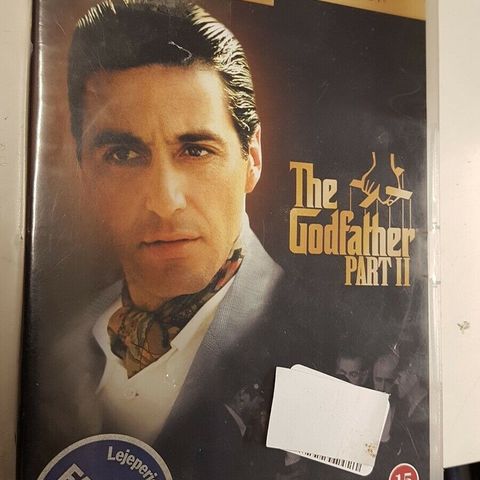 The
Godfather
PART II
Lejeperi
15